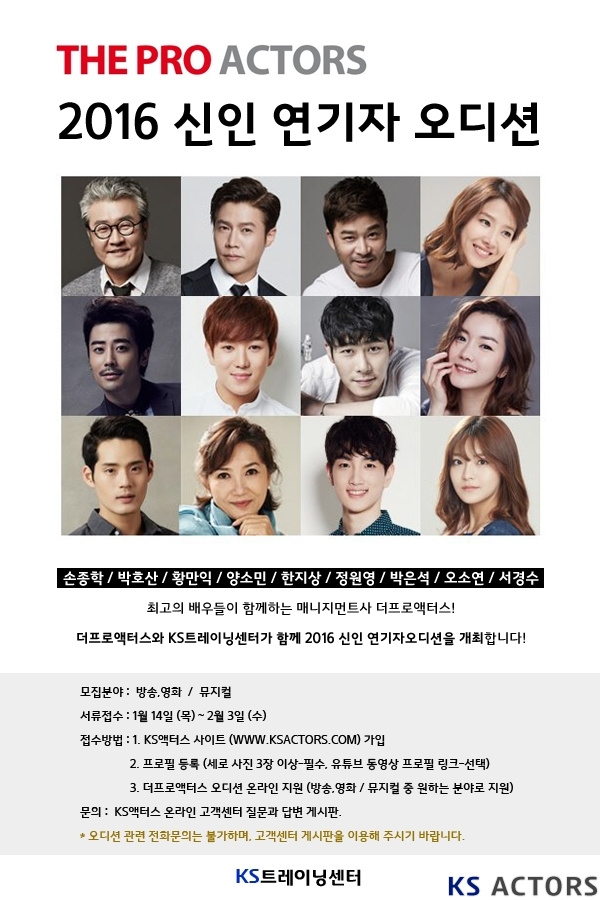 THE PRO ACTORS
2016 신인 연기자 오디션
손종학 / 박호산 / 황만익 / 양소민 / 한지상 / 정원영 / 박은석 / 오소연 / 서경수
최고의 배우들이 함께하는 매니지먼트사 더프로액터스!
더프로액터스와 KS트레이닝센터가 함께 2016 신인 연기자오디션을 개최합니다!
모집분야 : 방송,영화 / 뮤지컬
서류접수 : 1월 14일 (목) ~ 2월 3일 (수)
접수방법 : 1. KS액터스 사이트 (WWW.KSACTORS.COM) 가입
2. 프로필 등록 (세로 사진 3장 이상-필수, 유튜브 동영상 프로필 링크-선택)
3. 더프로액터스 오디션 온라인 지원 (방송,영화 / 뮤지컬 중 원하는 분야로 지원)
문의 : KS액터스 온라인 고객센터 질문과 답변 게시판.
* 오디션 관련 전화문의는 불가하며, 고객센터 게시판을 이용해 주시기 바랍니다.
KS트레이닝센터
KS ACTORS